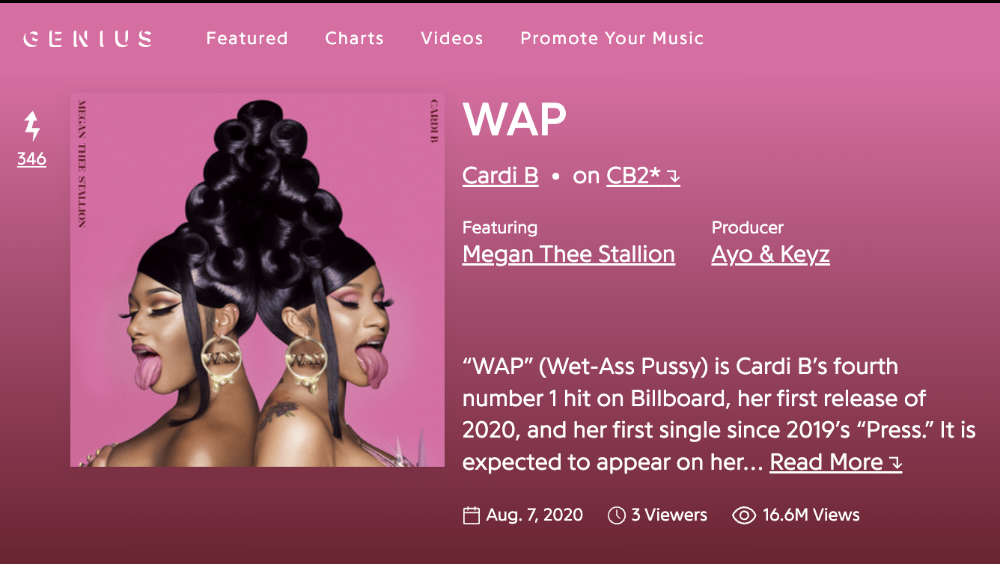 GENIUS Featured Charts Videos Promote Your Music
346
MEGAN THEE STALLION
CARDI B
WAP
WAP
WAP
Cardi B • on CB2*
Featuring
Megan Thee Stallion
Producer
Ayo & Keyz
“WAP” (Wet-Ass Pussy) is Cardi B’s fourth
number 1 hit on Billboard, her first release of
2020, and her first single since 2019’s “Press.” It is
expected to appear on her… Read More
Aug. 7, 2020 3 Viewers 16.6M Views